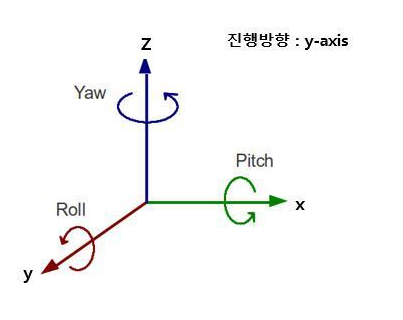 진행방향 : y-axis
Z
Yaw
Pitch
x
Roll
y